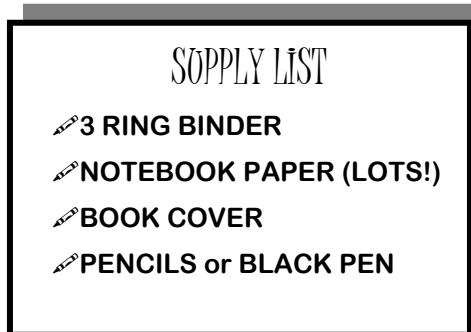 SUPPLY LIST
3 RING BINDER
NOTEBOOK PAPER (LOTS!)
BOOK COVER
PENCILS or BLACK PEN